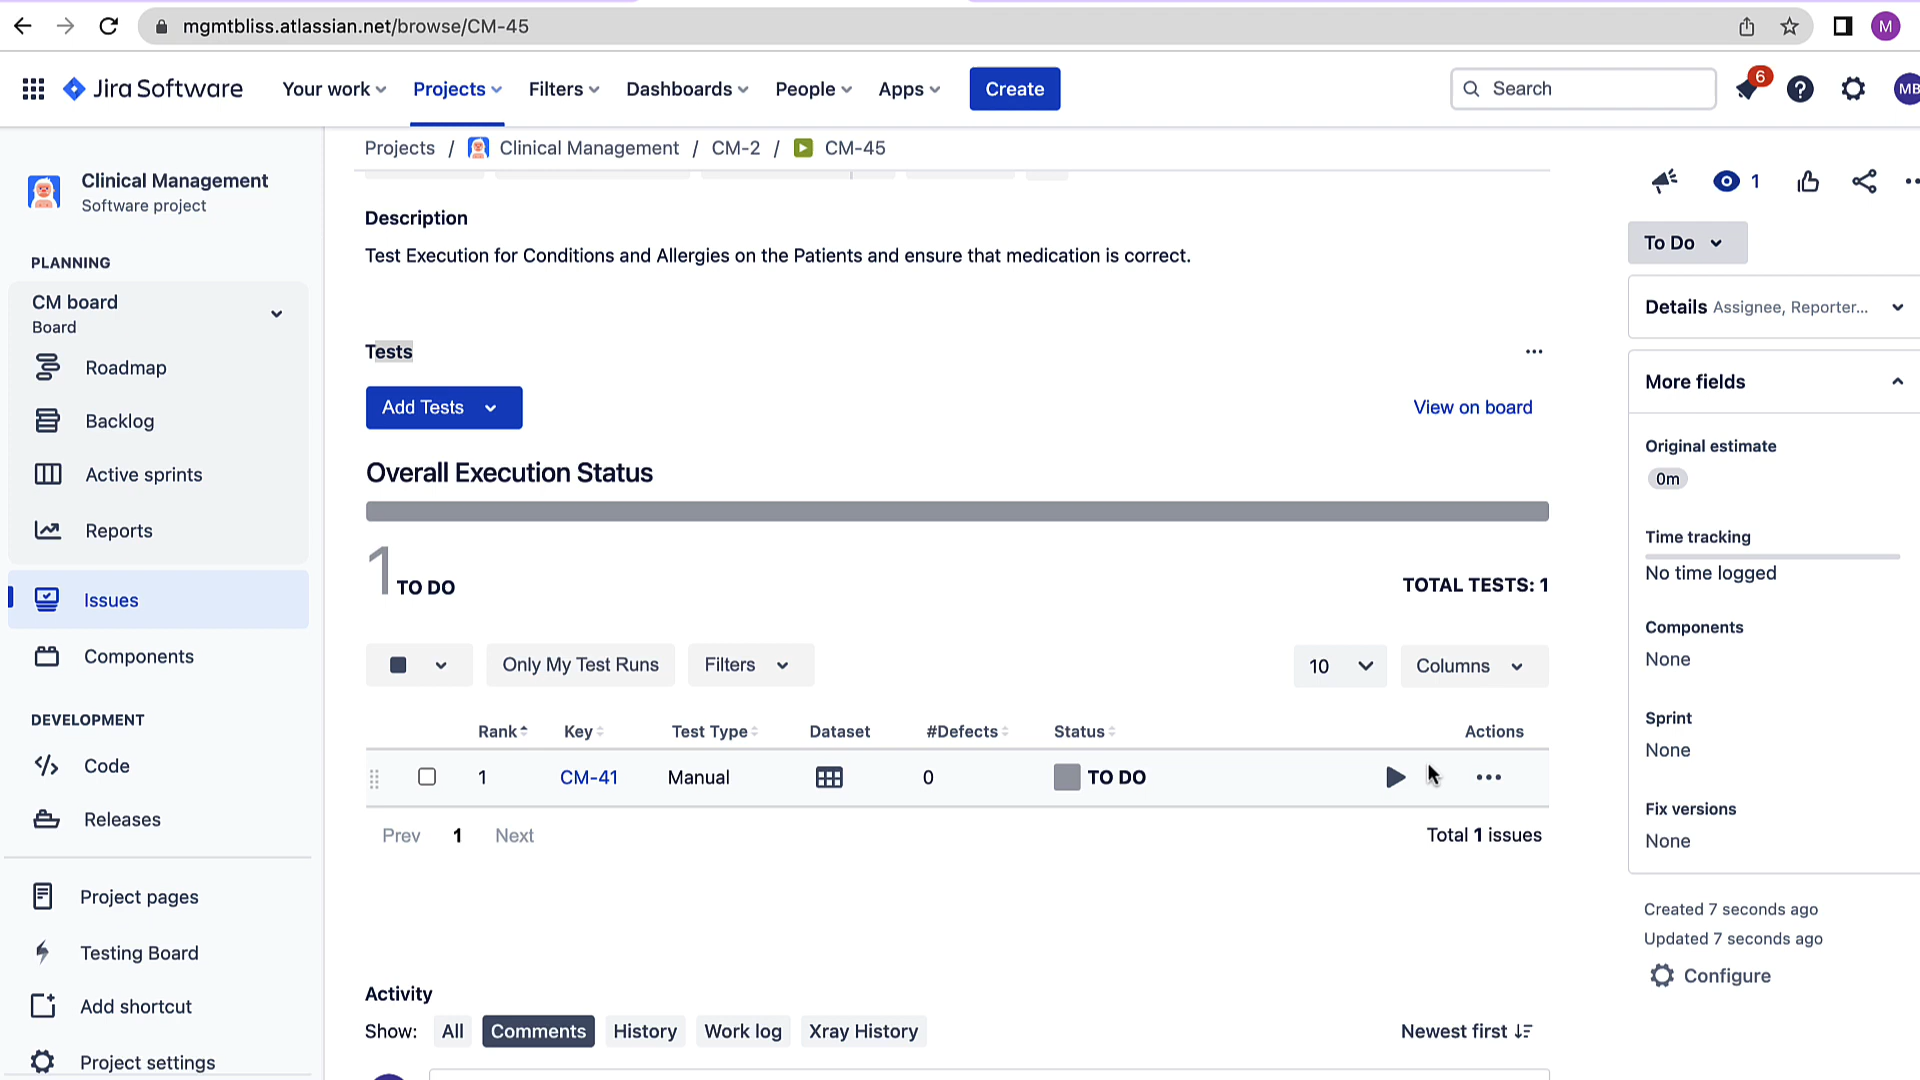 mgmtbliss.atlassian.net/browse/CM-45
M
Jira Software
Your work
Projects
Filters
Dashboards
People
Apps
Create
Search
6
MB
Projects / Clinical Management / CM-2 / CM-45
Clinical Management
Software project
1
PLANNING
CM board
Board
Roadmap
Backlog
Active sprints
Reports
Issues
Components
DEVELOPMENT
Code
Releases
Project pages
Testing Board
Add shortcut
Project settings
Description
Test Execution for Conditions and Allergies on the Patients and ensure that medication is correct.
Tests
Add Tests
View on board
Overall Execution Status
1 TO DO
TOTAL TESTS: 1
Only My Test Runs
Filters
10
Columns
Rank Key Test Type Dataset #Defects Status Actions
1 CM-41 Manual 0 TO DO
Prev 1 Next
Total 1 issues
Activity
Show: All Comments History Work log Xray History
Newest first
To Do
Details Assignee, Reporter...
More fields
Original estimate
0m
Time tracking
No time logged
Components
None
Sprint
None
Fix versions
None
Created 7 seconds ago
Updated 7 seconds ago
Configure